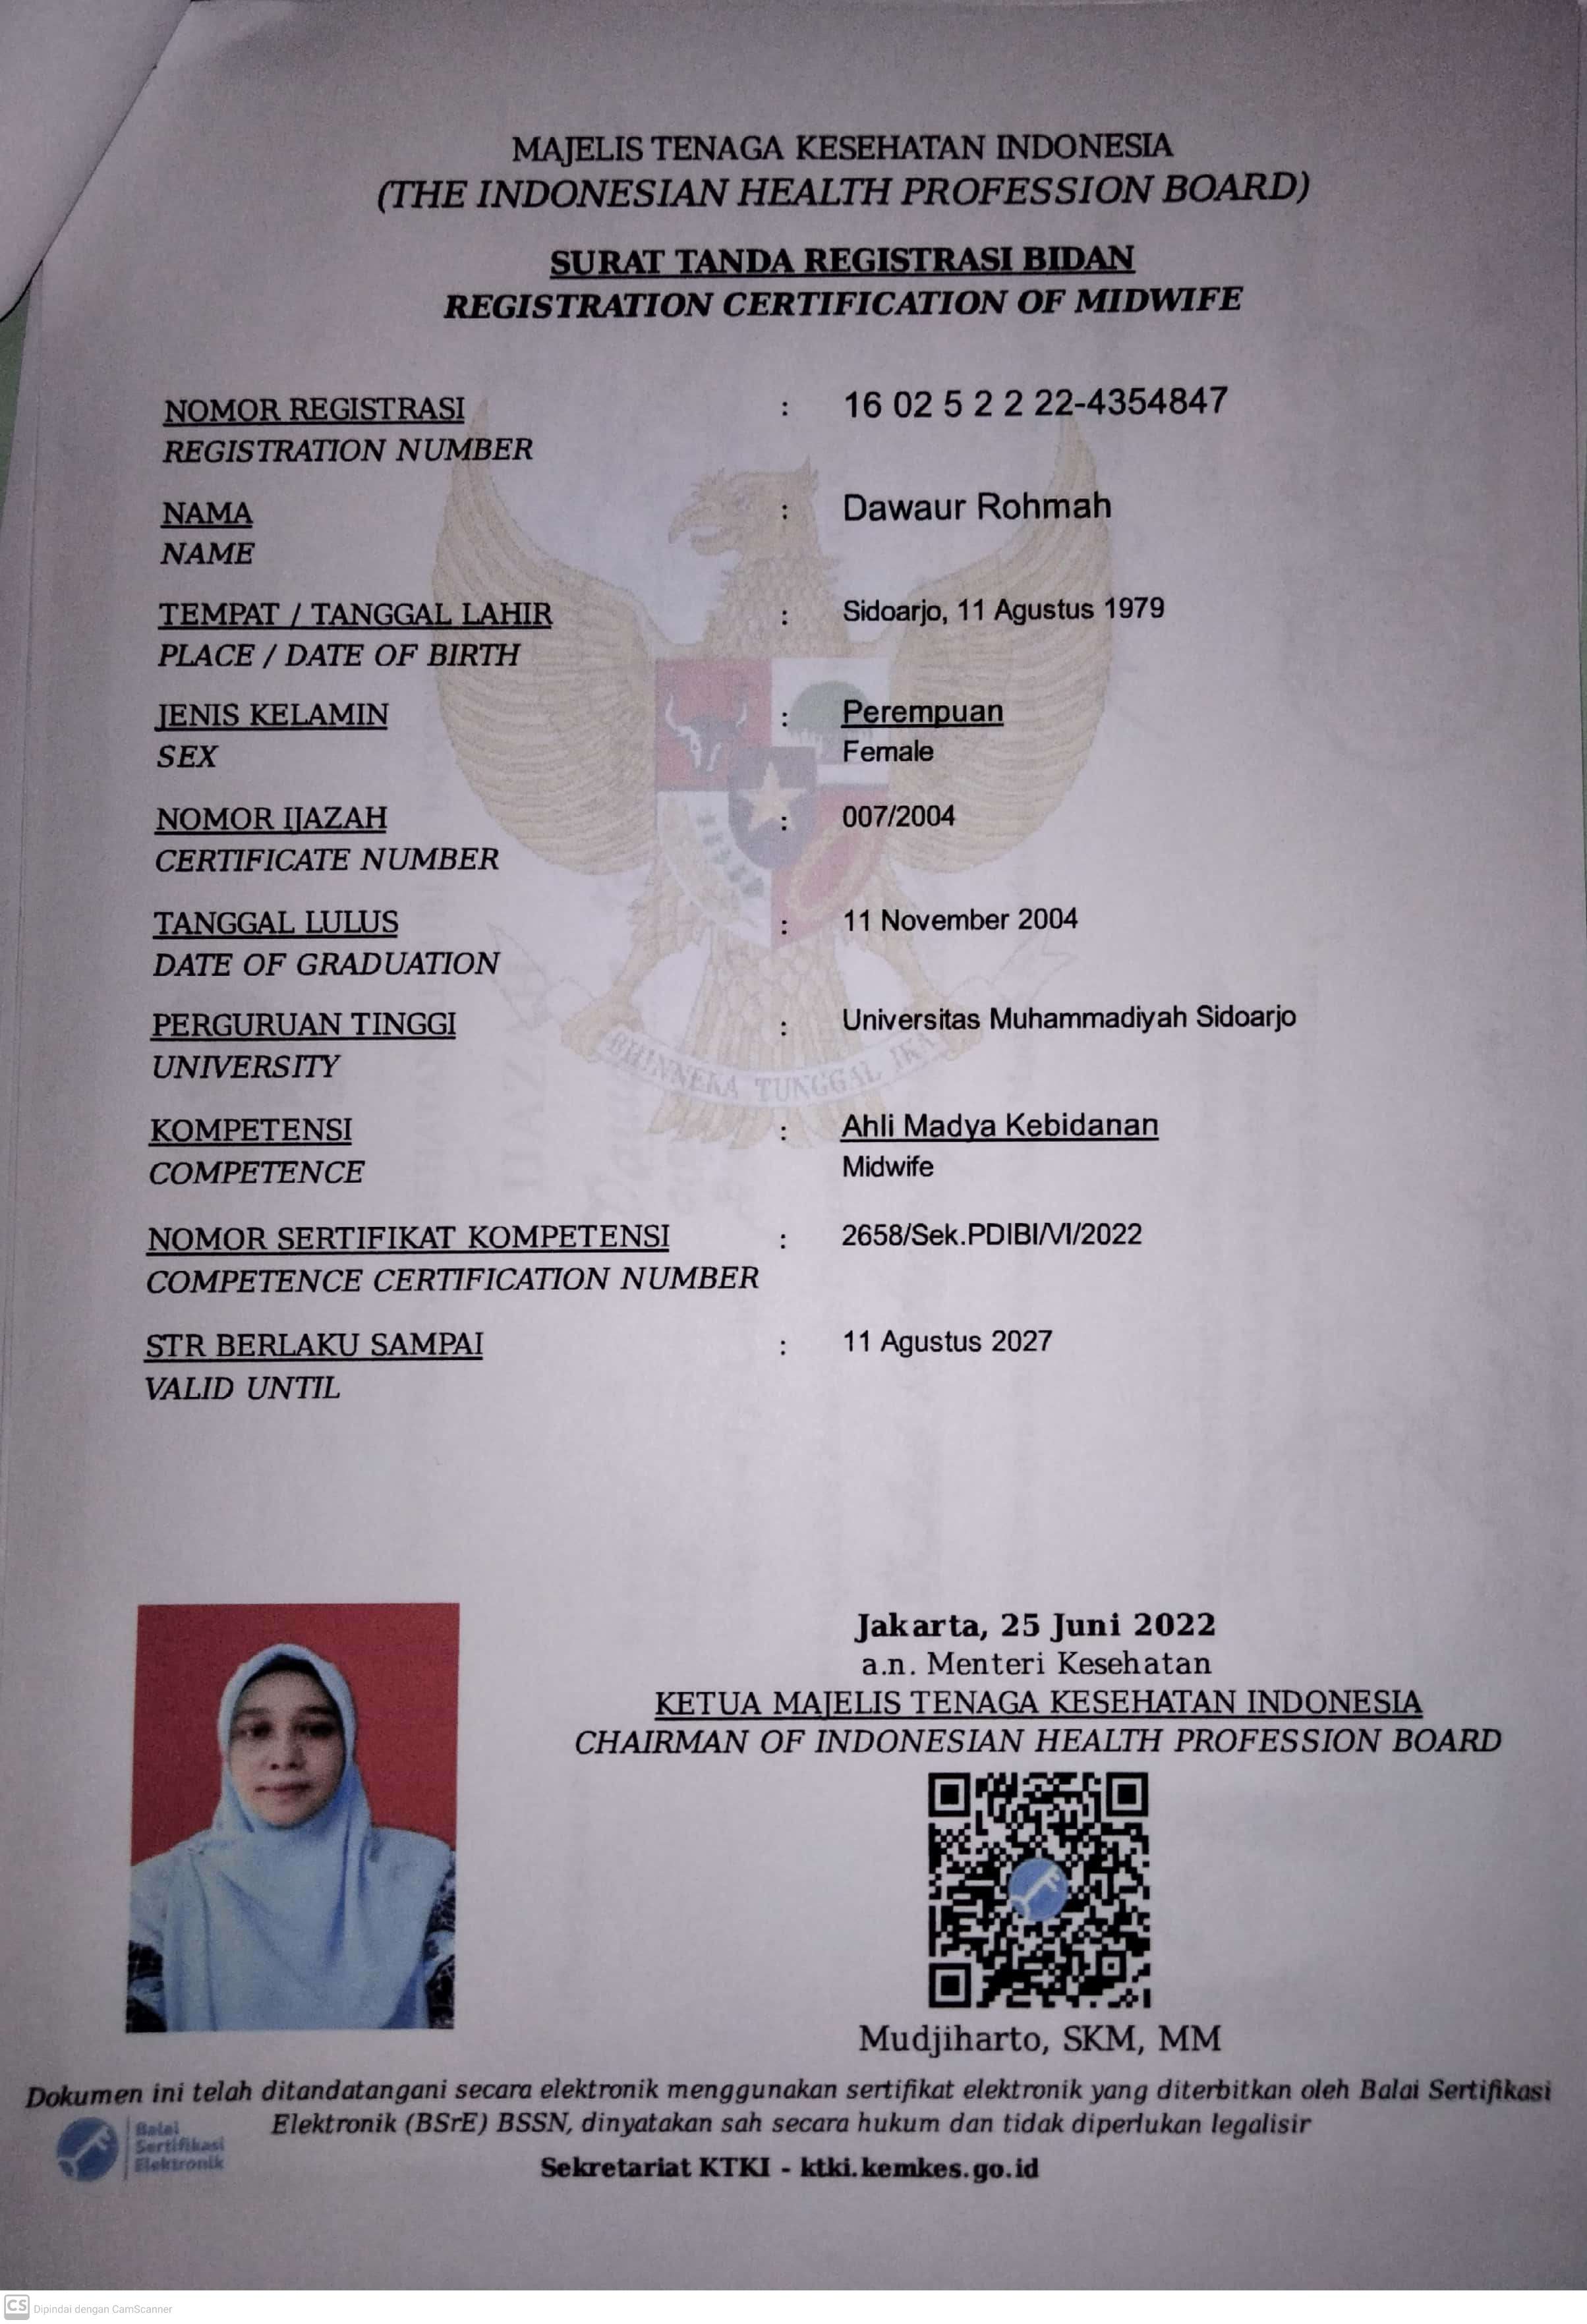 MAJELIS TENAGA KESEHATAN INDONESIA
(THE INDONESIAN HEALTH PROFESSION BOARD)
SURAT TANDA REGISTRASI BIDAN
REGISTRATION CERTIFICATION OF MIDWIFE
NOMOR REGISTRASI : 16 02 5 2 2 22-4354847
REGISTRATION NUMBER
NAMA : Dawaur Rohmah
NAME
TEMPAT / TANGGAL LAHIR : Sidoarjo, 11 Agustus 1979
PLACE / DATE OF BIRTH
JENIS KELAMIN : Perempuan
SEX Female
NOMOR IJAZAH : 007/2004
CERTIFICATE NUMBER
TANGGAL LULUS : 11 November 2004
DATE OF GRADUATION
PERGURUAN TINGGI : Universitas Muhammadiyah Sidoarjo
UNIVERSITY
BHINNEKA TUNGGAL IKA
KOMPETENSI : Ahli Madya Kebidanan
COMPETENCE Midwife
NOMOR SERTIFIKAT KOMPETENSI : 2658/Sek.PDIBI/VI/2022
COMPETENCE CERTIFICATION NUMBER
STR BERLAKU SAMPAI : 11 Agustus 2027
VALID UNTIL
Jakarta, 25 Juni 2022
a.n. Menteri Kesehatan
KETUA MAJELIS TENAGA KESEHATAN INDONESIA
CHAIRMAN OF INDONESIAN HEALTH PROFESSION BOARD
Mudjiharto, SKM, MM
Dokumen ini telah ditandatangani secara elektronik menggunakan sertifikat elektronik yang diterbitkan oleh Balai Sertifikasi
Elektronik (BSrE) BSSN, dinyatakan sah secara hukum dan tidak diperlukan legalisir
Balai
Sertifikasi
Elektronik
Sekretariat KTKI - ktki.kemkes.go.id
CS Dipindai dengan CamScanner